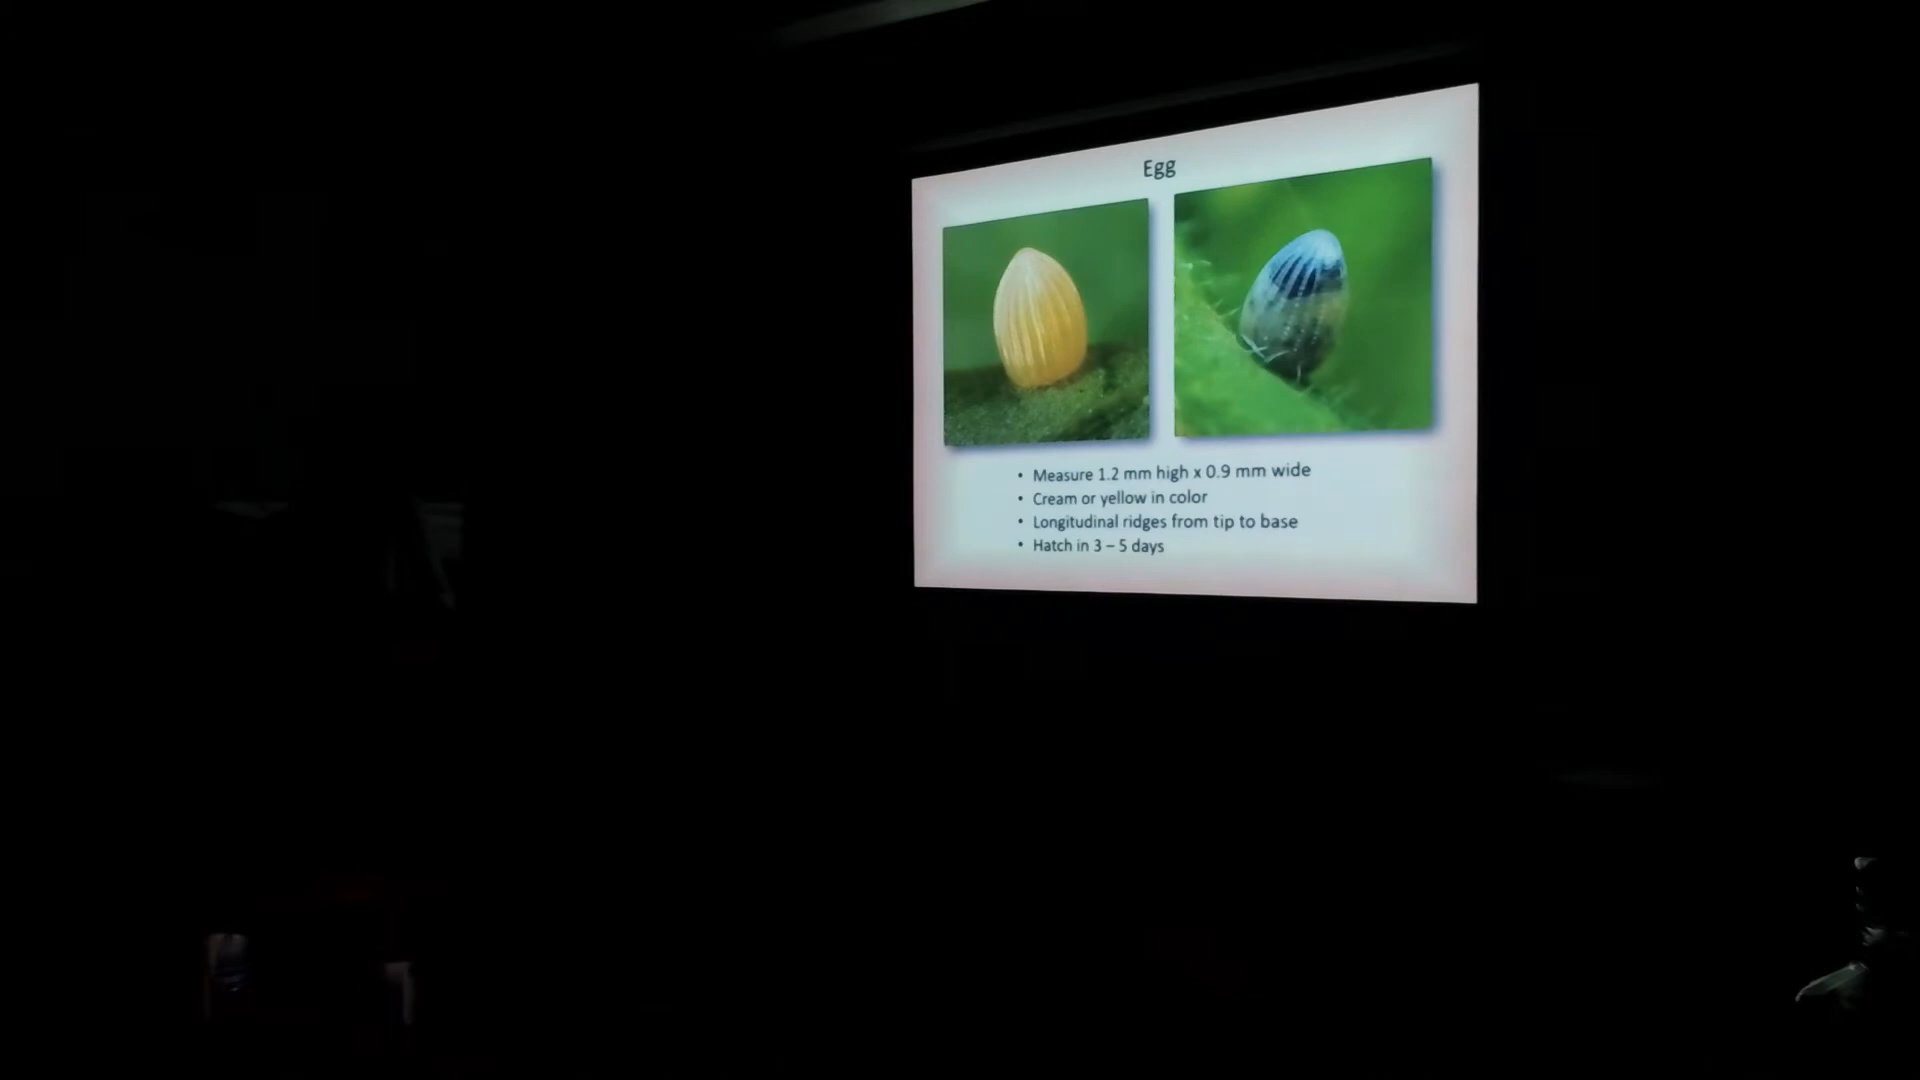 Egg
• Measure 1.2 mm high x 0.9 mm wide
• Cream or yellow in color
• Longitudinal ridges from tip to base
• Hatch in 3 – 5 days